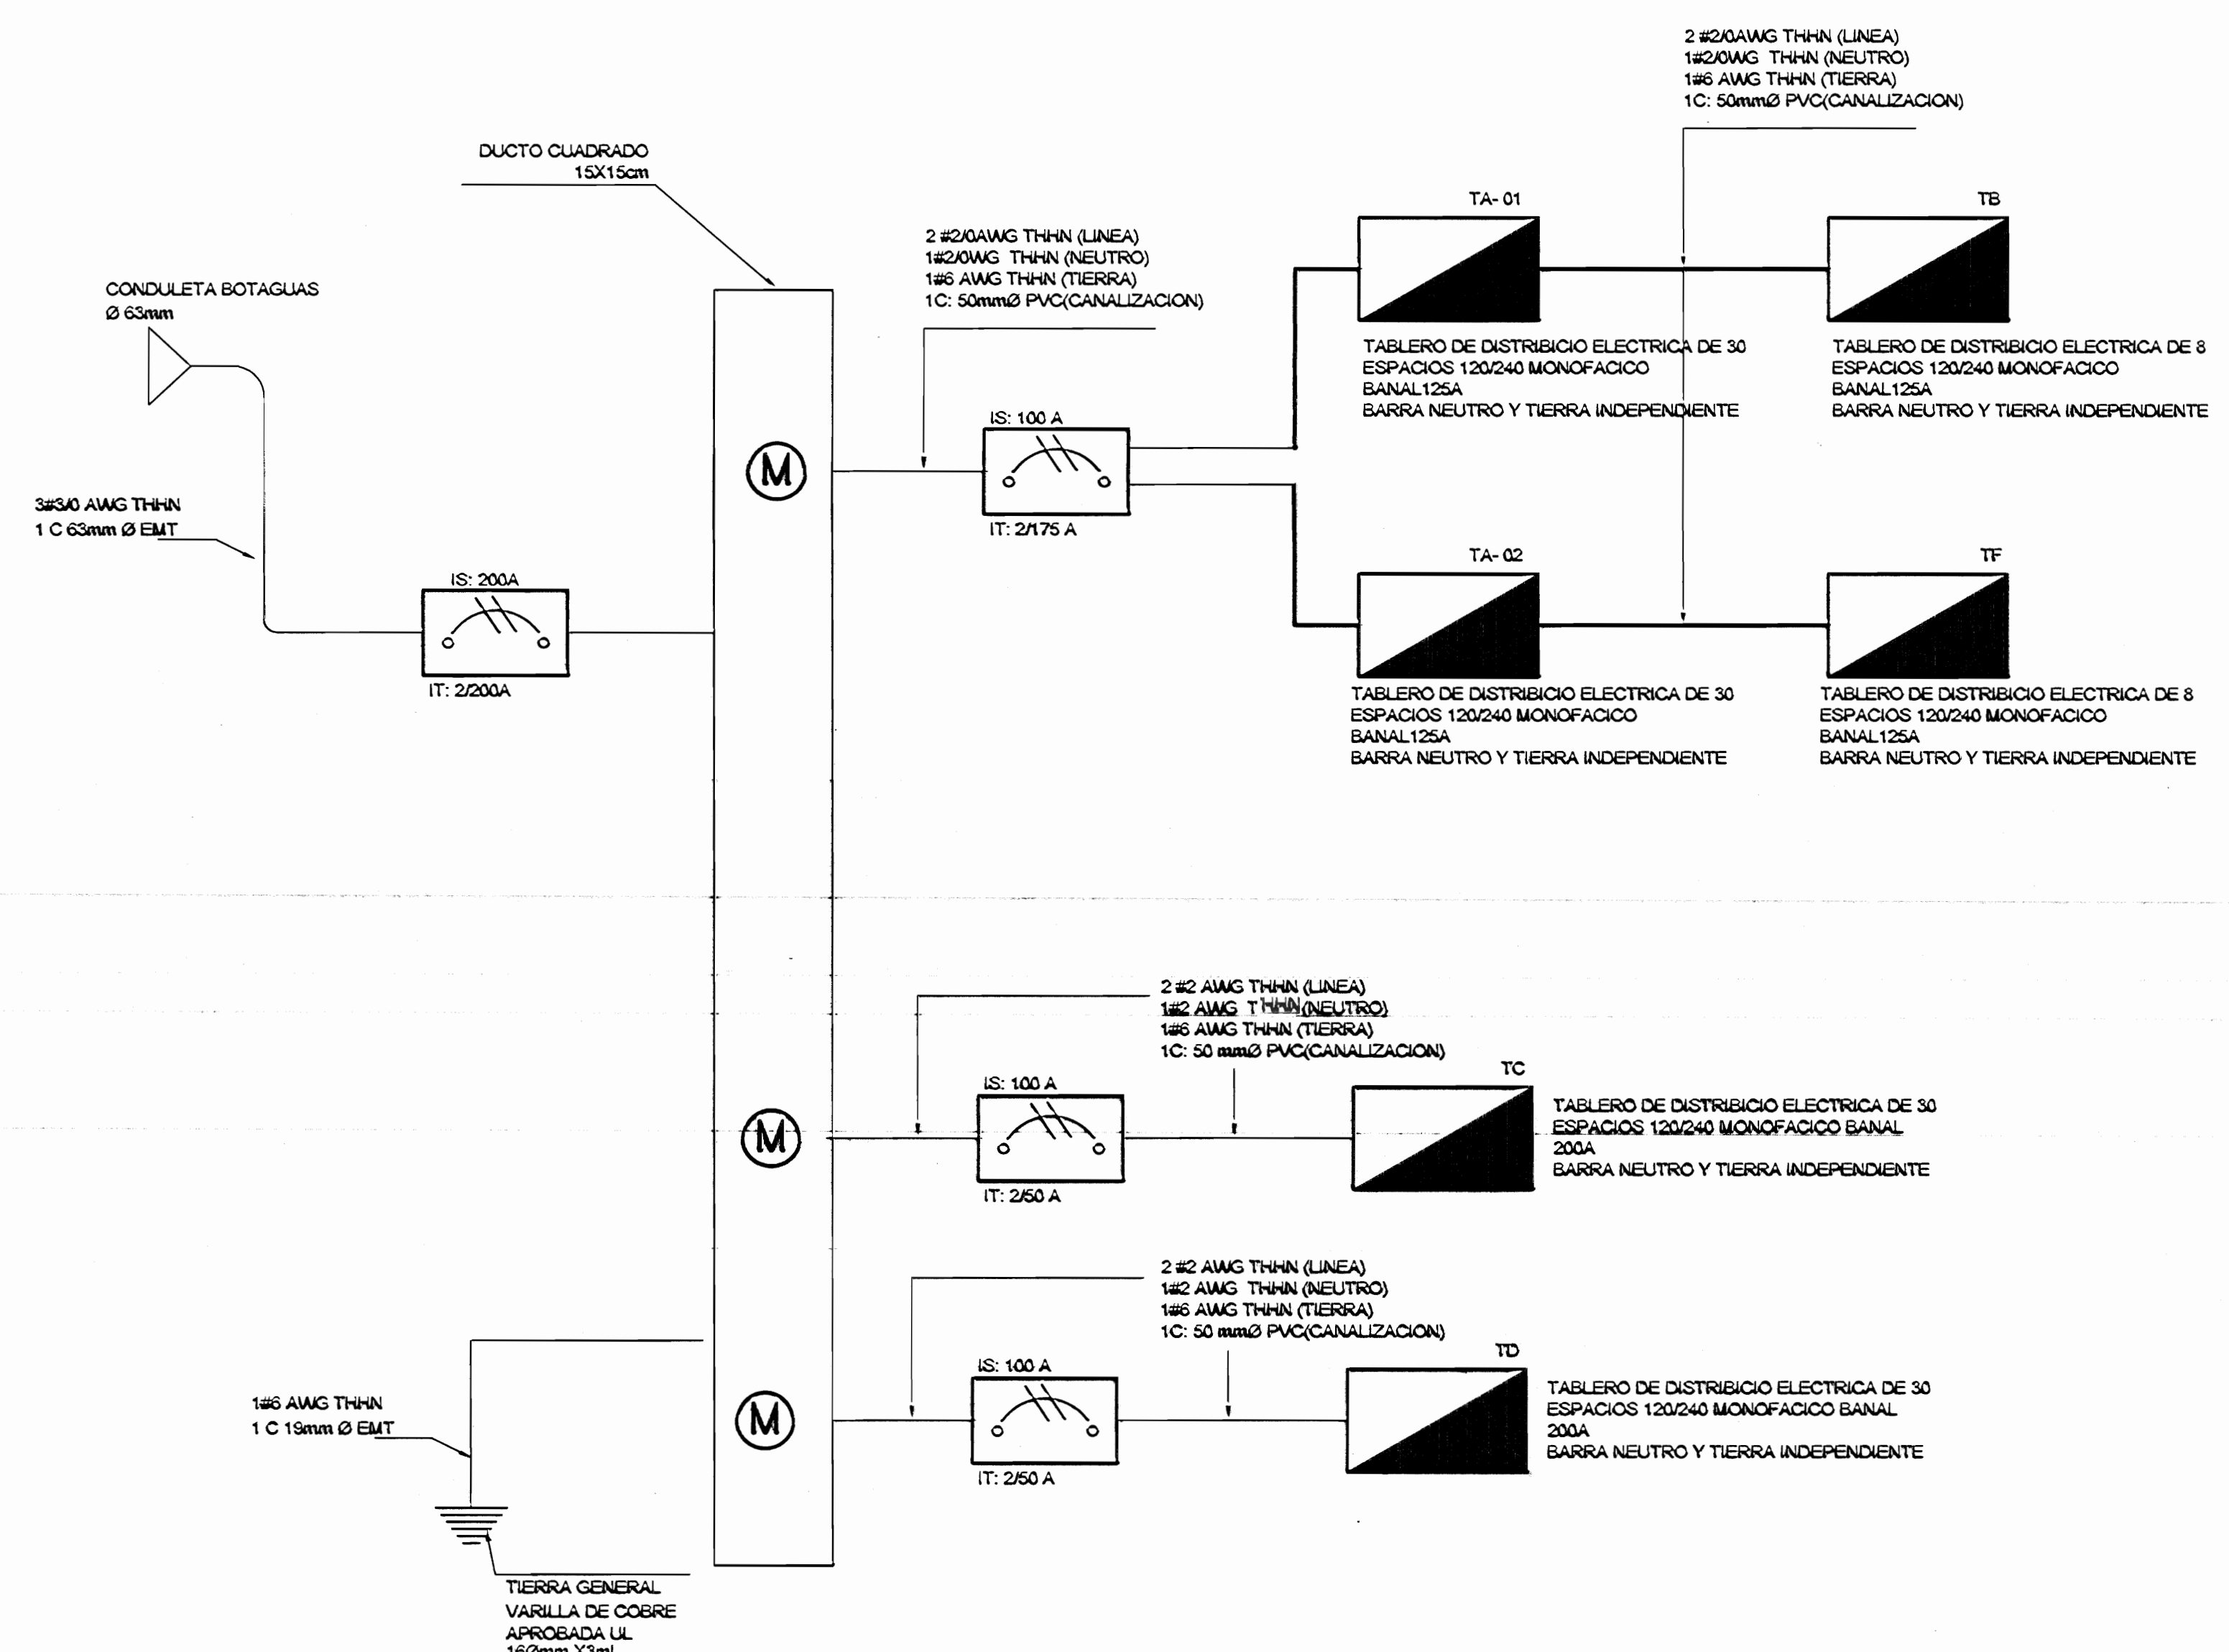 2 #2/0AWG THHN (LINEA)
1#2/0WG THHN (NEUTRO)
1#6 AWG THHN (TIERRA)
1C: 50mmØ PVC(CANALIZACION)
DUCTO CUADRADO
15X15cm
TA- 01
TB
2 #2/0AWG THHN (LINEA)
1#2/0WG THHN (NEUTRO)
1#6 AWG THHN (TIERRA)
1C: 50mmØ PVC(CANALIZACION)
CONDULETA BOTAGUAS
Ø 63mm
TABLERO DE DISTRIBICIO ELECTRICA DE 30
ESPACIOS 120/240 MONOFACICO
BANAL125A
BARRA NEUTRO Y TIERRA INDEPENDIENTE
TABLERO DE DISTRIBICIO ELECTRICA DE 8
ESPACIOS 120/240 MONOFACICO
BANAL125A
BARRA NEUTRO Y TIERRA INDEPENDIENTE
IS: 100 A
M
IT: 2/175 A
3#3/0 AWG THHN
1 C 63mm Ø EMT
TA- 02
TF
IS: 200A
IT: 2/200A
TABLERO DE DISTRIBICIO ELECTRICA DE 30
ESPACIOS 120/240 MONOFACICO
BANAL125A
BARRA NEUTRO Y TIERRA INDEPENDIENTE
TABLERO DE DISTRIBICIO ELECTRICA DE 8
ESPACIOS 120/240 MONOFACICO
BANAL125A
BARRA NEUTRO Y TIERRA INDEPENDIENTE
2 #2 AWG THHN (LINEA)
1#2 AWG THHN (NEUTRO)
1#6 AWG THHN (TIERRA)
1C: 50 mmØ PVC(CANALIZACION)
TC
IS: 100 A
M
IT: 2/50 A
TABLERO DE DISTRIBICIO ELECTRICA DE 30
ESPACIOS 120/240 MONOFACICO BANAL
200A
BARRA NEUTRO Y TIERRA INDEPENDIENTE
2 #2 AWG THHN (LINEA)
1#2 AWG THHN (NEUTRO)
1#6 AWG THHN (TIERRA)
1C: 50 mmØ PVC(CANALIZACION)
TD
IS: 100 A
M
IT: 2/50 A
TABLERO DE DISTRIBICIO ELECTRICA DE 30
ESPACIOS 120/240 MONOFACICO BANAL
200A
BARRA NEUTRO Y TIERRA INDEPENDIENTE
1#6 AWG THHN
1 C 19mm Ø EMT
TIERRA GENERAL
VARILLA DE COBRE
APROBADA UL